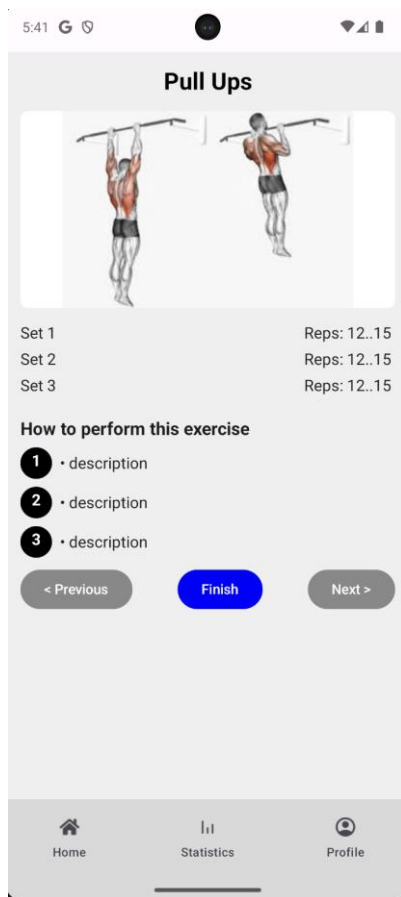 5:41 G
Pull Ups
Set 1 Reps: 12..15
Set 2 Reps: 12..15
Set 3 Reps: 12..15
How to perform this exercise
1 • description
2 • description
3 • description
< Previous Finish Next >
Home Statistics Profile